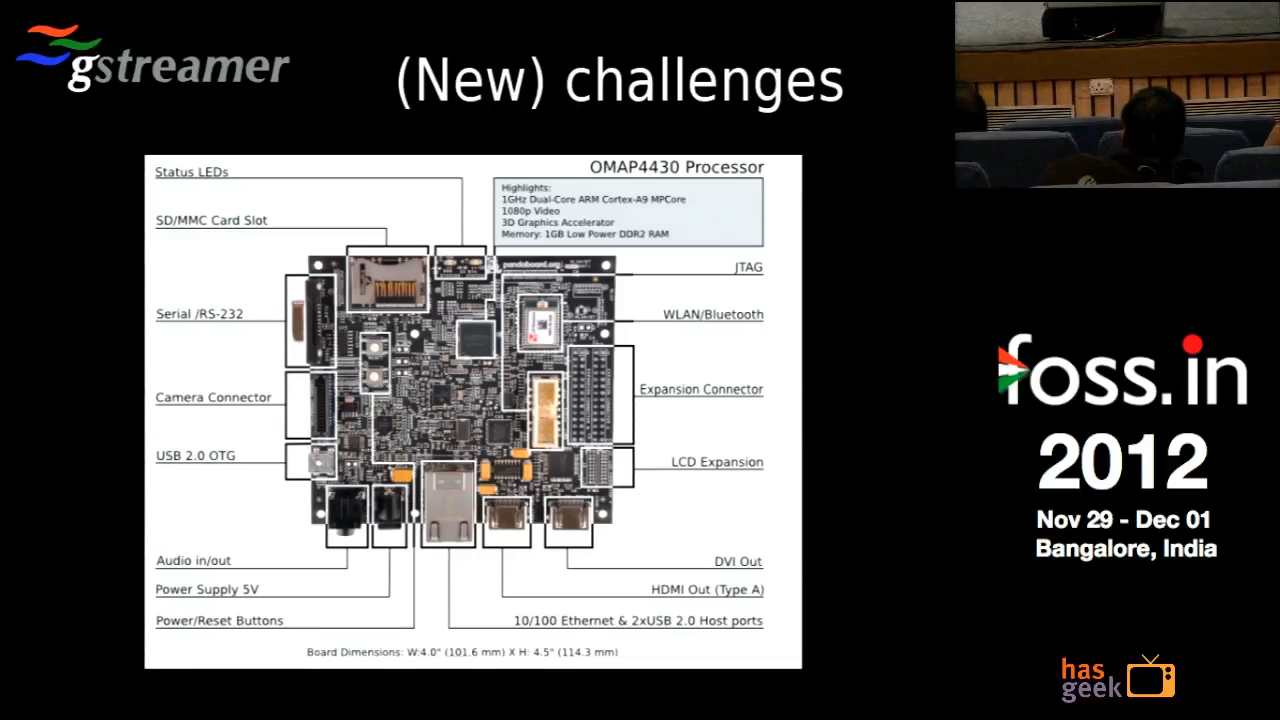 gstreamer
(New) challenges
Status LEDs
OMAP4430 Processor
Highlights:
1GHz Dual-Core ARM Cortex-A9 MPCore
1080p Video
3D Graphics Accelerator
Memory: 1GB Low Power DDR2 RAM
SD/MMC Card Slot
pandaboard.org
JTAG
Serial /RS-232
WLAN/Bluetooth
Camera Connector
Expansion Connector
USB 2.0 OTG
LCD Expansion
Audio in/out
DVI Out
Power Supply 5V
HDMI Out (Type A)
Power/Reset Buttons
10/100 Ethernet & 2xUSB 2.0 Host ports
Board Dimensions: W:4.0" (101.6 mm) X H: 4.5" (114.3 mm)
foss.in
2012
Nov 29 - Dec 01
Bangalore, India
has
geek